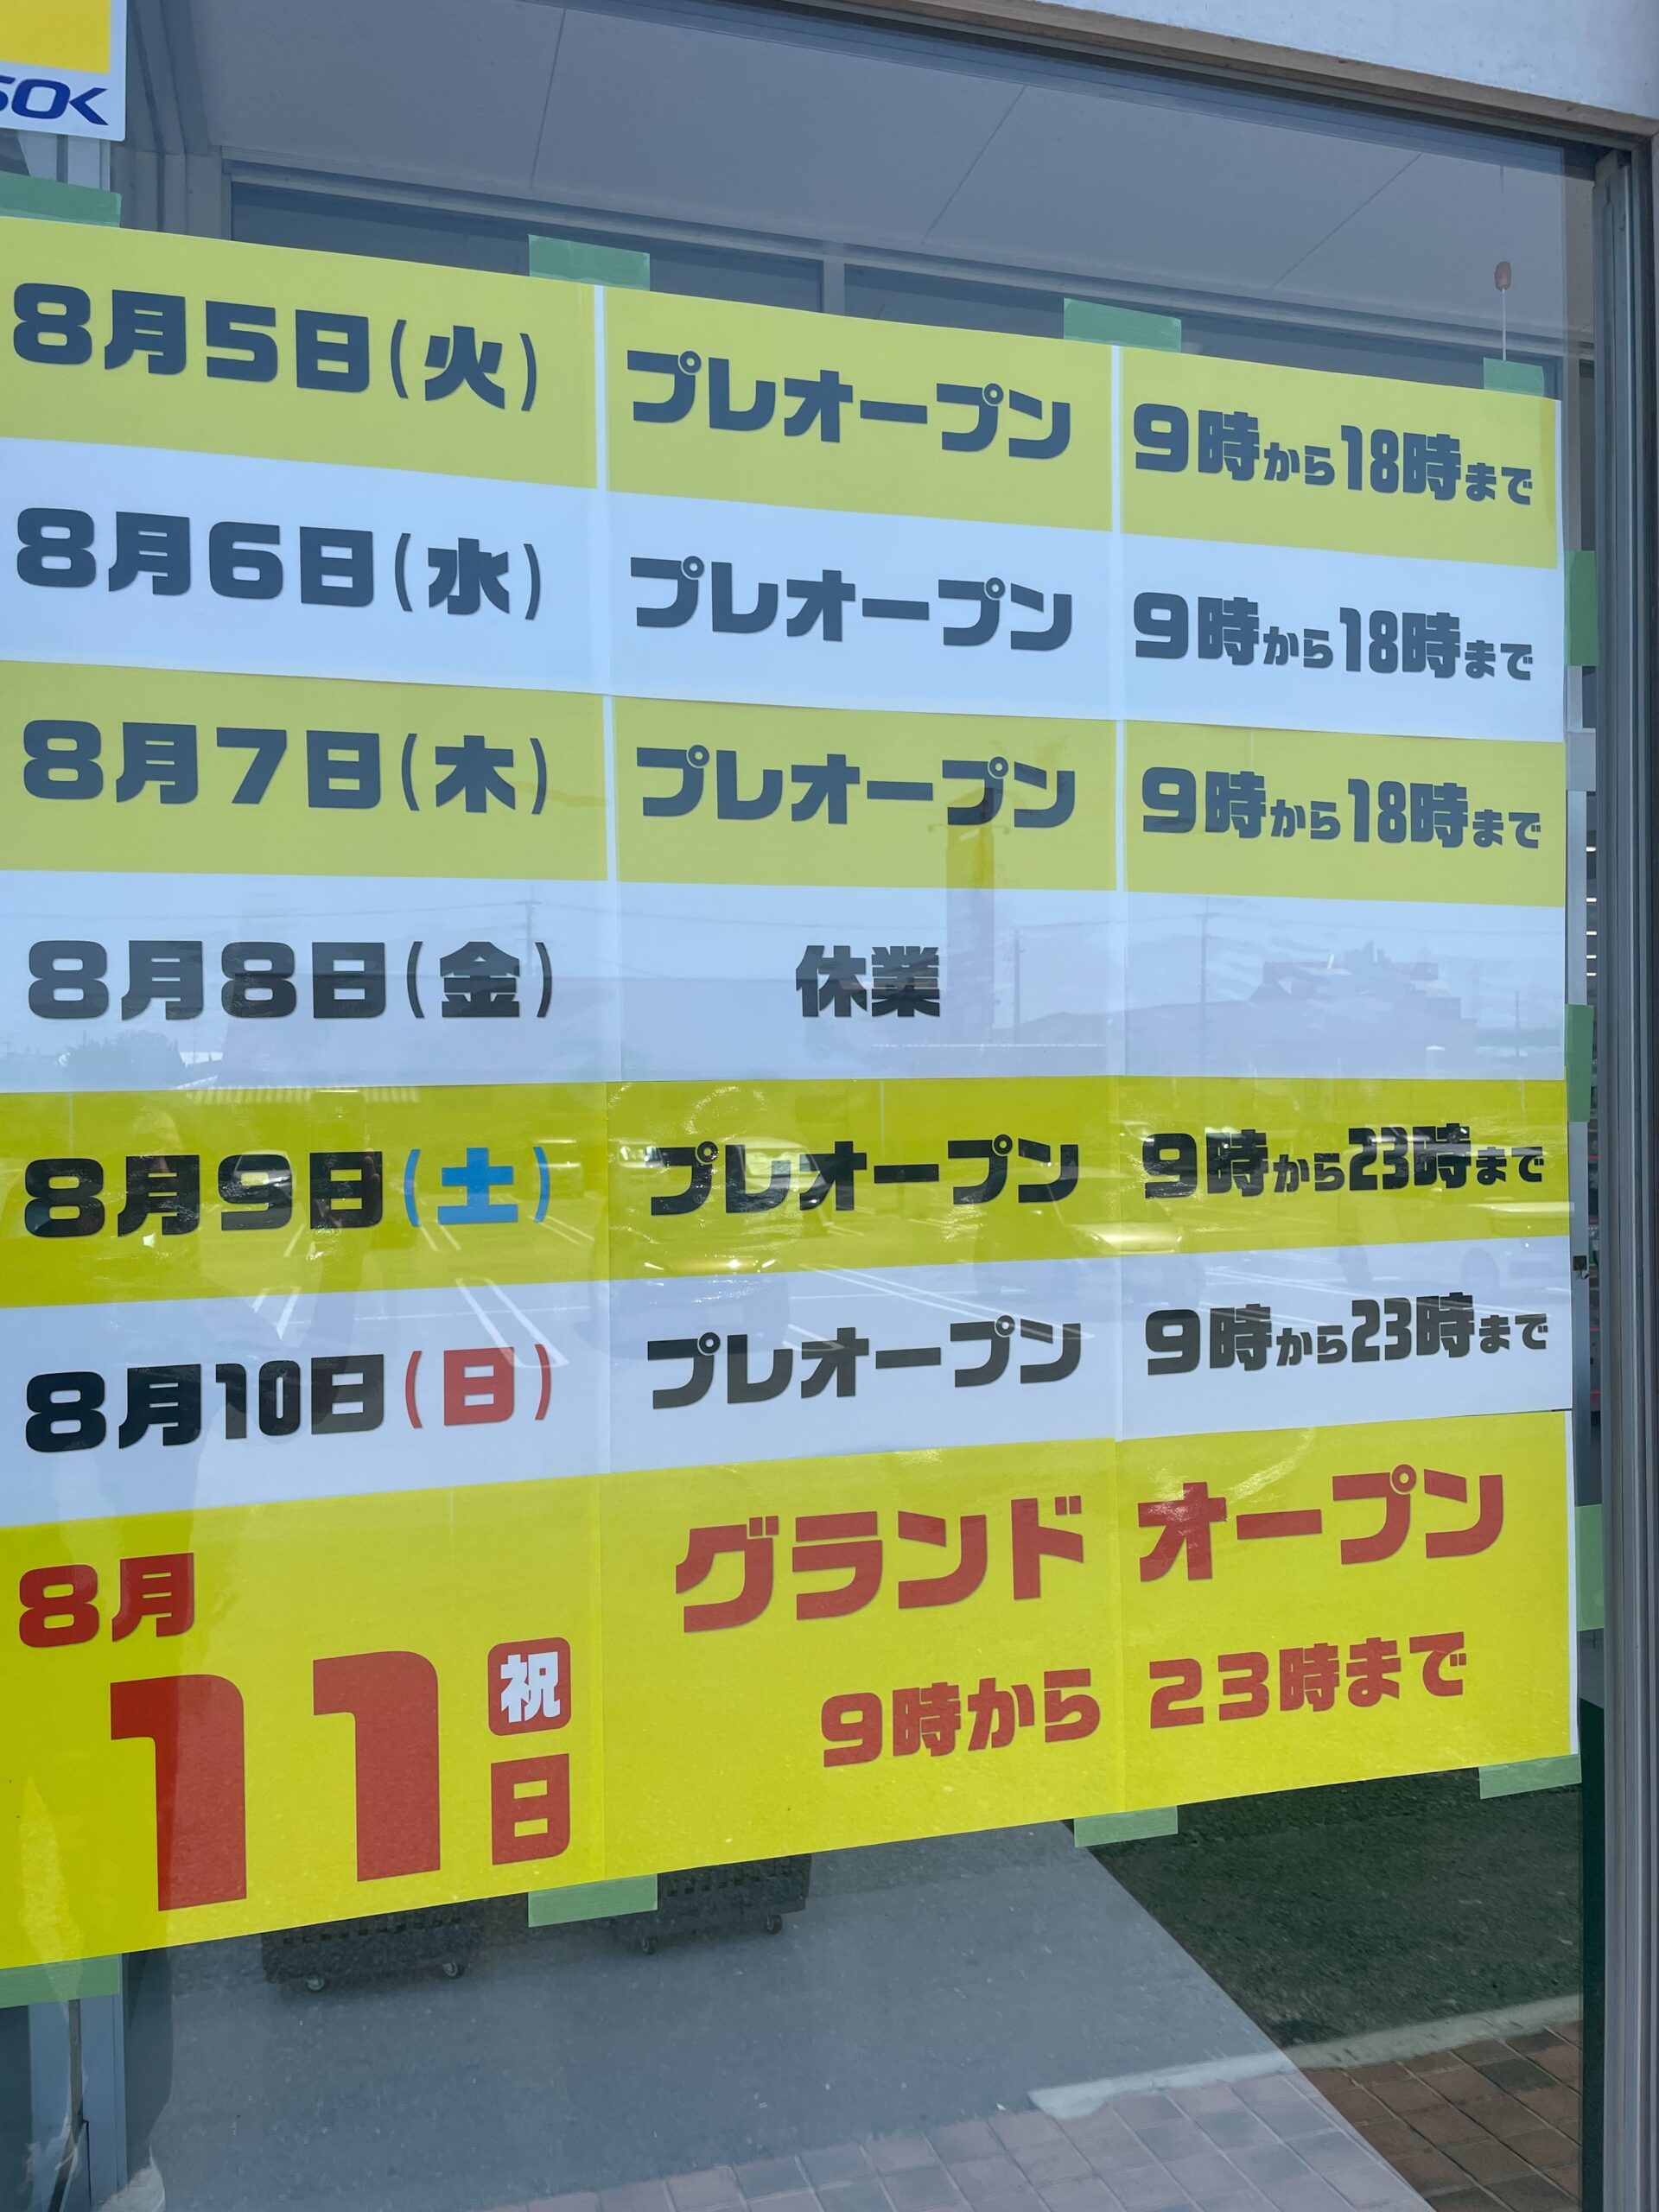 SOK
8月5日(火) プレオープン 9時から18時まで
8月6日(水) プレオープン 9時から18時まで
8月7日(木) プレオープン 9時から18時まで
8月8日(金) 休業
8月9日(土) プレオープン 9時から23時まで
8月10日(日) プレオープン 9時から23時まで
8月
11
祝
日
グランド オープン
9時から 23時まで